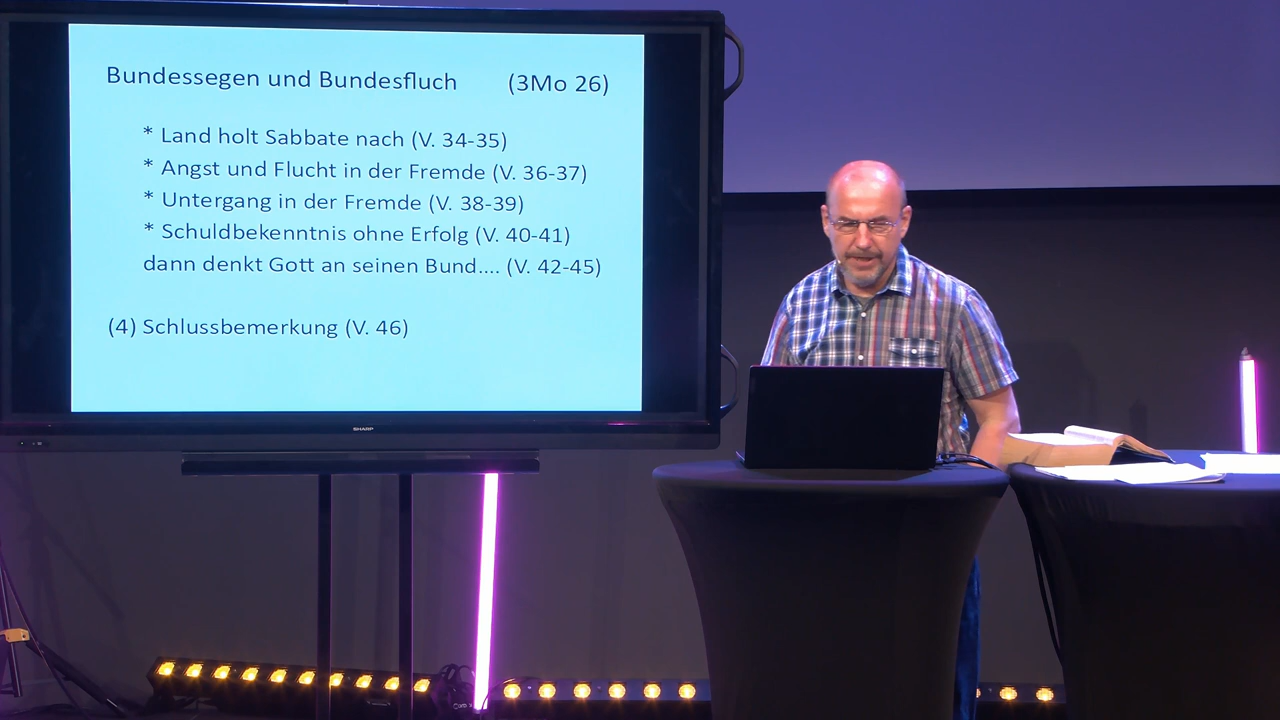 Bundessegen und Bundesfluch (3Mo 26)
* Land holt Sabbate nach (V. 34-35)
* Angst und Flucht in der Fremde (V. 36-37)
* Untergang in der Fremde (V. 38-39)
* Schuldbekenntnis ohne Erfolg (V. 40-41)
dann denkt Gott an seinen Bund.... (V. 42-45)
(4) Schlussbemerkung (V. 46)
SHARP